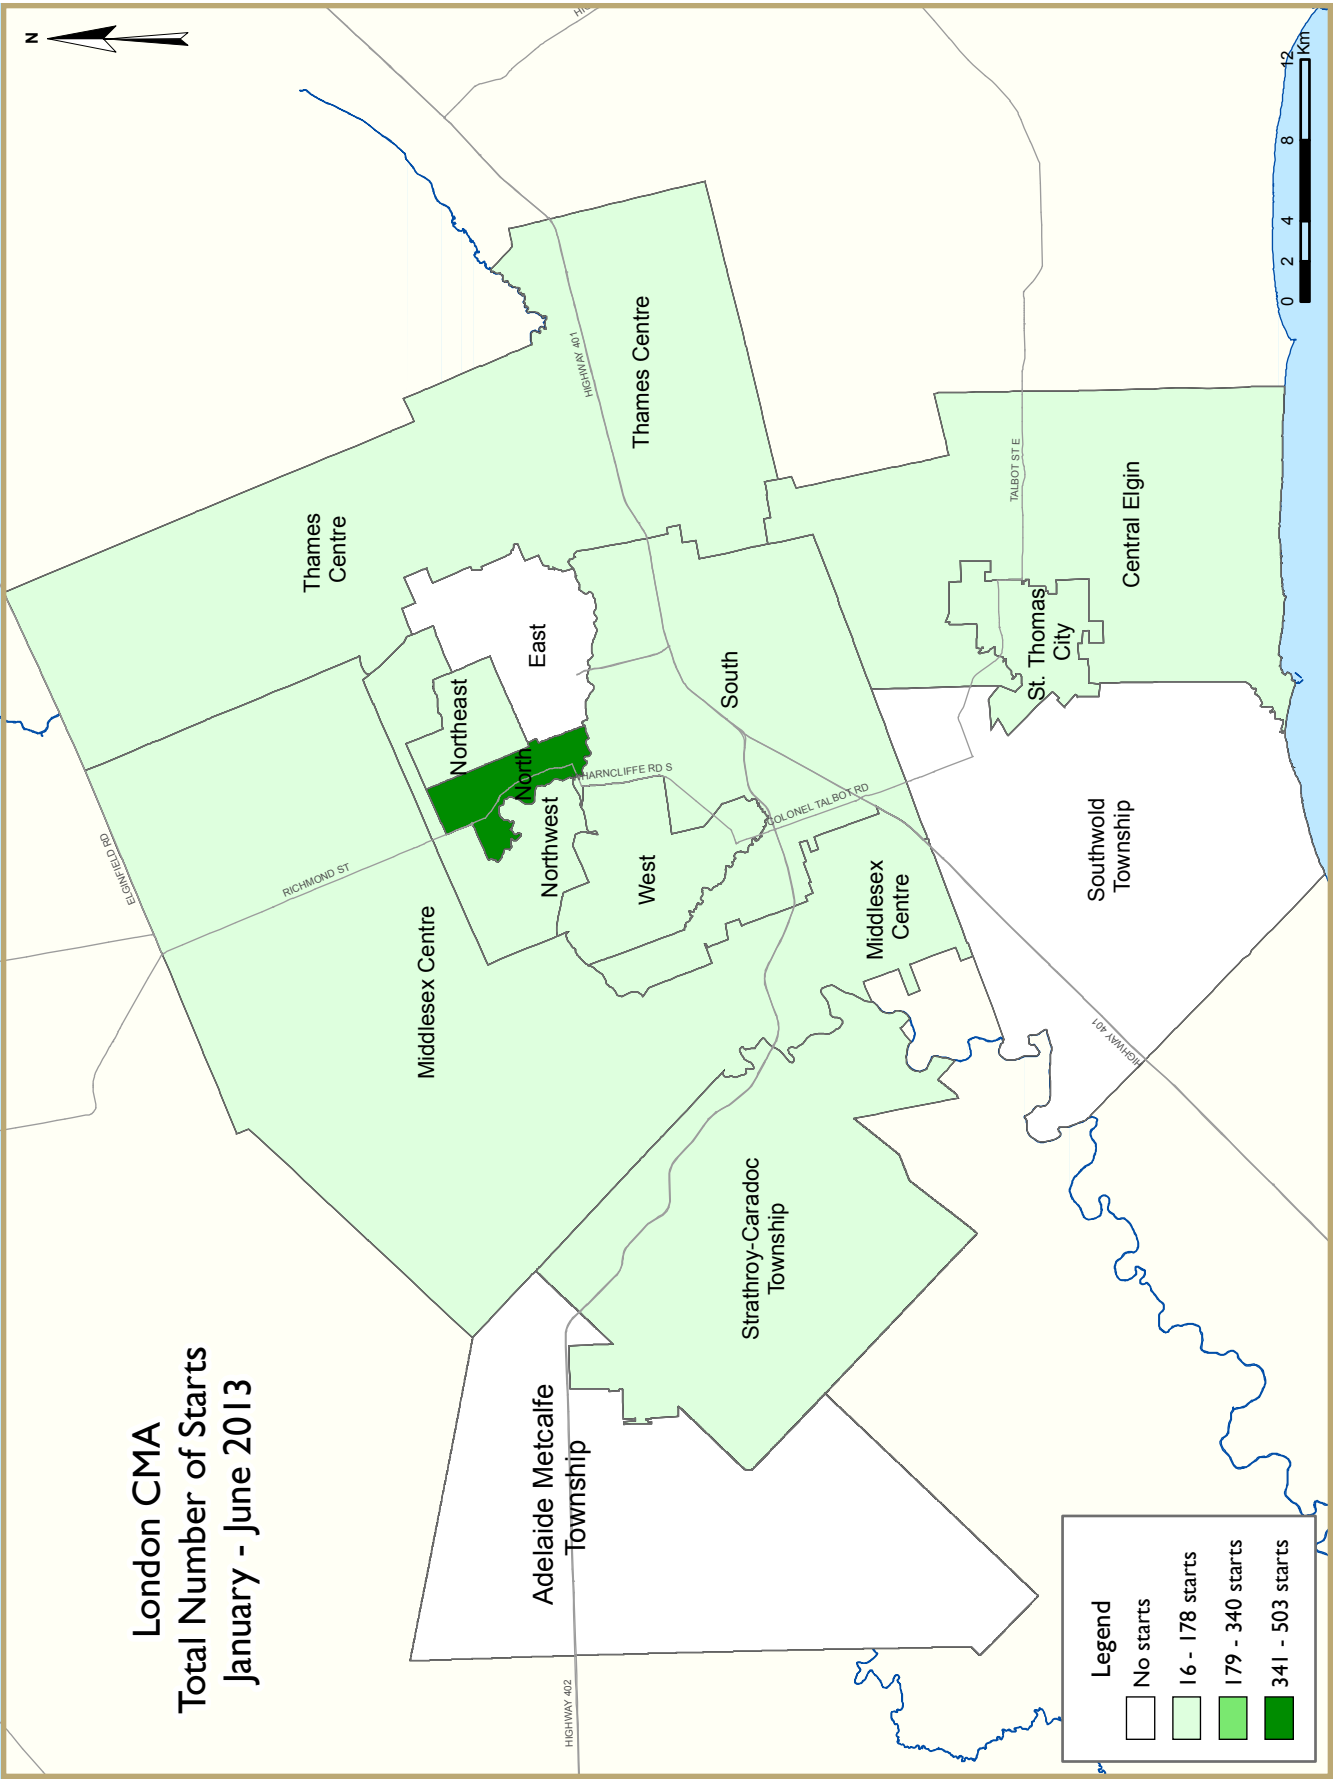 London CMA
Total Number of Starts
January - June 2013
N
ELGINFIELD RD
RICHMOND ST
Thames
Centre
Middlesex Centre
Northeast
North
Northwest
East
West
HARNCLIFFE RD S
HIGHWAY 401
Thames Centre
South
COLONEL TALBOT RD
Middlesex
Centre
Adelaide Metcalfe
Township
HIGHWAY 402
Strathroy-Caradoc
Township
TALBOT ST E
St. Thomas
City
Central Elgin
Southwold
Township
HIGHWAY 401
Legend
No starts
16 - 178 starts
179 - 340 starts
341 - 503 starts
0 2 4 8 12
Km